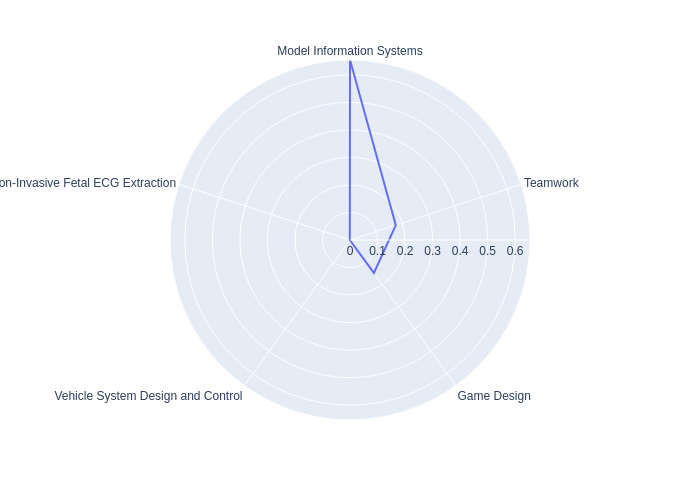 Model Information Systems
on-Invasive Fetal ECG Extraction
Teamwork
0 0.1 0.2 0.3 0.4 0.5 0.6
Vehicle System Design and Control
Game Design